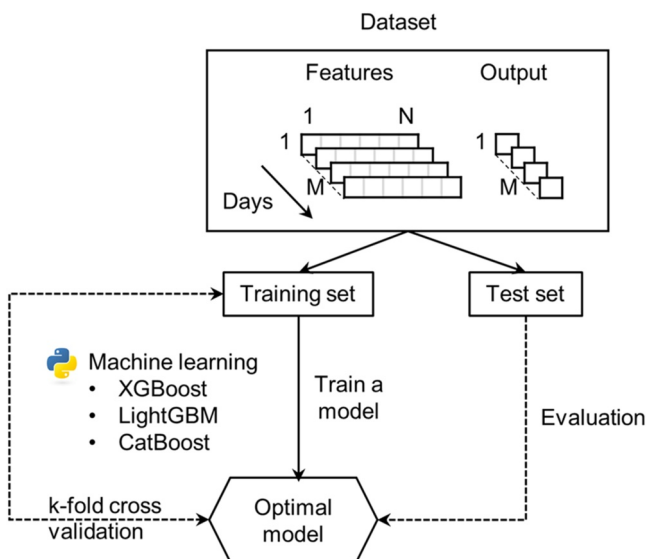 Dataset
Features
Output
1
N
1
M
Days
1
M
Training set
Test set
Machine learning
• XGBoost
• LightGBM
• CatBoost
Train a
model
Evaluation
k-fold cross
validation
Optimal
model